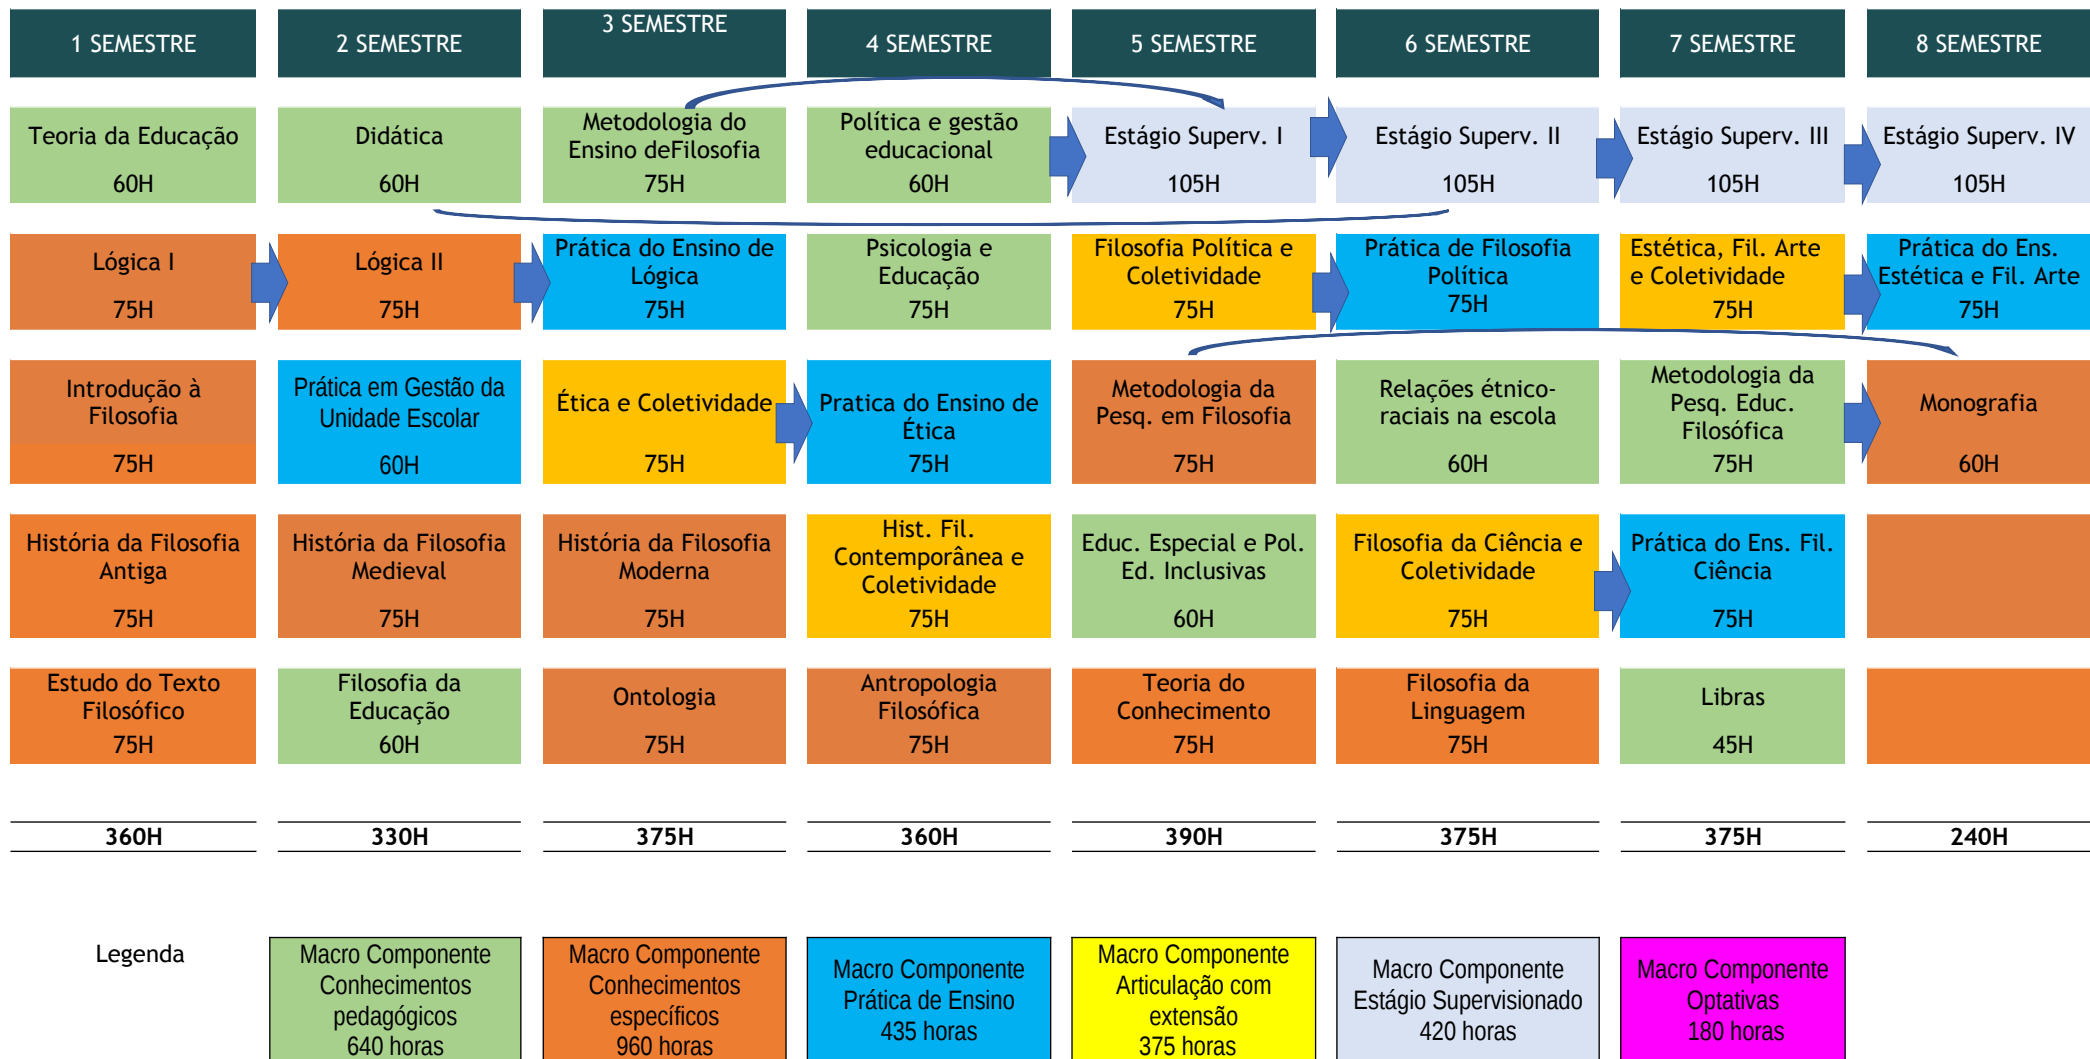 1 SEMESTRE
2 SEMESTRE
3 SEMESTRE
4 SEMESTRE
5 SEMESTRE
6 SEMESTRE
7 SEMESTRE
8 SEMESTRE
Teoria da Educação
60H
Didática
60H
Metodologia do
Ensino deFilosofia
75H
Política e gestão
educacional
60H
Estágio Superv. I
105H
Estágio Superv. II
105H
Estágio Superv. III
105H
Estágio Superv. IV
105H
Lógica I
75H
Lógica II
75H
Prática do Ensino de
Lógica
75H
Psicologia e
Educação
75H
Filosofia Política e
Coletividade
75H
Prática de Filosofia
Política
75H
Estética, Fil. Arte
e Coletividade
75H
Prática do Ens.
Estética e Fil. Arte
75H
Introdução à
Filosofia
75H
Prática em Gestão da
Unidade Escolar
60H
Ética e Coletividade
75H
Pratica do Ensino de
Ética
75H
Metodologia da
Pesq. em Filosofia
75H
Relações étnico-
raciais na escola
60H
Metodologia da
Pesq. Educ.
Filosófica
75H
Monografia
60H
História da Filosofia
Antiga
75H
História da Filosofia
Medieval
75H
História da Filosofia
Moderna
75H
Hist. Fil.
Contemporânea e
Coletividade
75H
Educ. Especial e Pol.
Ed. Inclusivas
60H
Filosofia da Ciência e
Coletividade
75H
Prática do Ens. Fil.
Ciência
75H
Estudo do Texto
Filosófico
75H
Filosofia da
Educação
60H
Ontologia
75H
Antropologia
Filosófica
75H
Teoria do
Conhecimento
75H
Filosofia da
Linguagem
75H
Libras
45H
360H
330H
375H
360H
390H
375H
375H
240H
Legenda
Macro Componente
Conhecimentos
pedagógicos
640 horas
Macro Componente
Conhecimentos
específicos
960 horas
Macro Componente
Prática de Ensino
435 horas
Macro Componente
Articulação com
extensão
375 horas
Macro Componente
Estágio Supervisionado
420 horas
Macro Componente
Optativas
180 horas